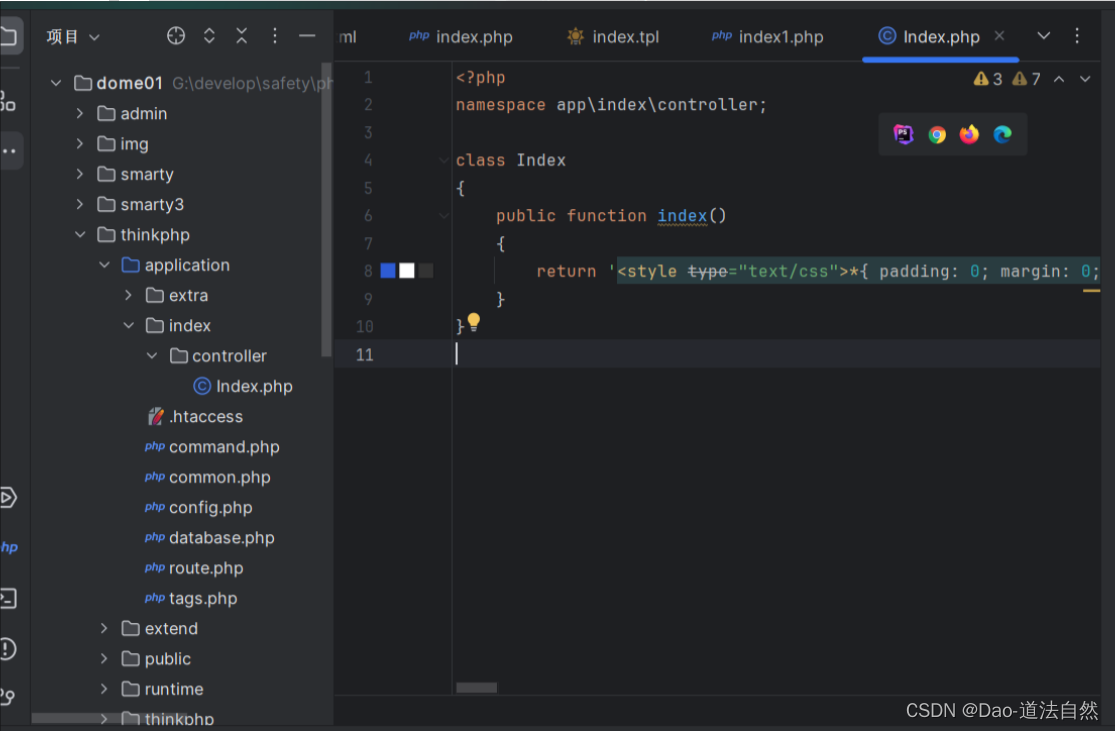 项目
ml
php index.php
index.tpl
php index1.php
© Index.php
dome01 G:\develop\safety\ph
admin
img
smarty
smarty3
thinkphp
application
extra
index
controller
© Index.php
.htaccess
php command.php
php common.php
php config.php
php database.php
php route.php
php tags.php
extend
public
runtime
thinkphp
hp
3 7
PS
1 <?php
2 namespace app\index\controller;
3
4 class Index
5 {
6 public function index()
7 {
8 return '<style type="text/css">*{ padding: 0; margin: 0;
9 }
10 }
11
CSDN @Dao-道法自然